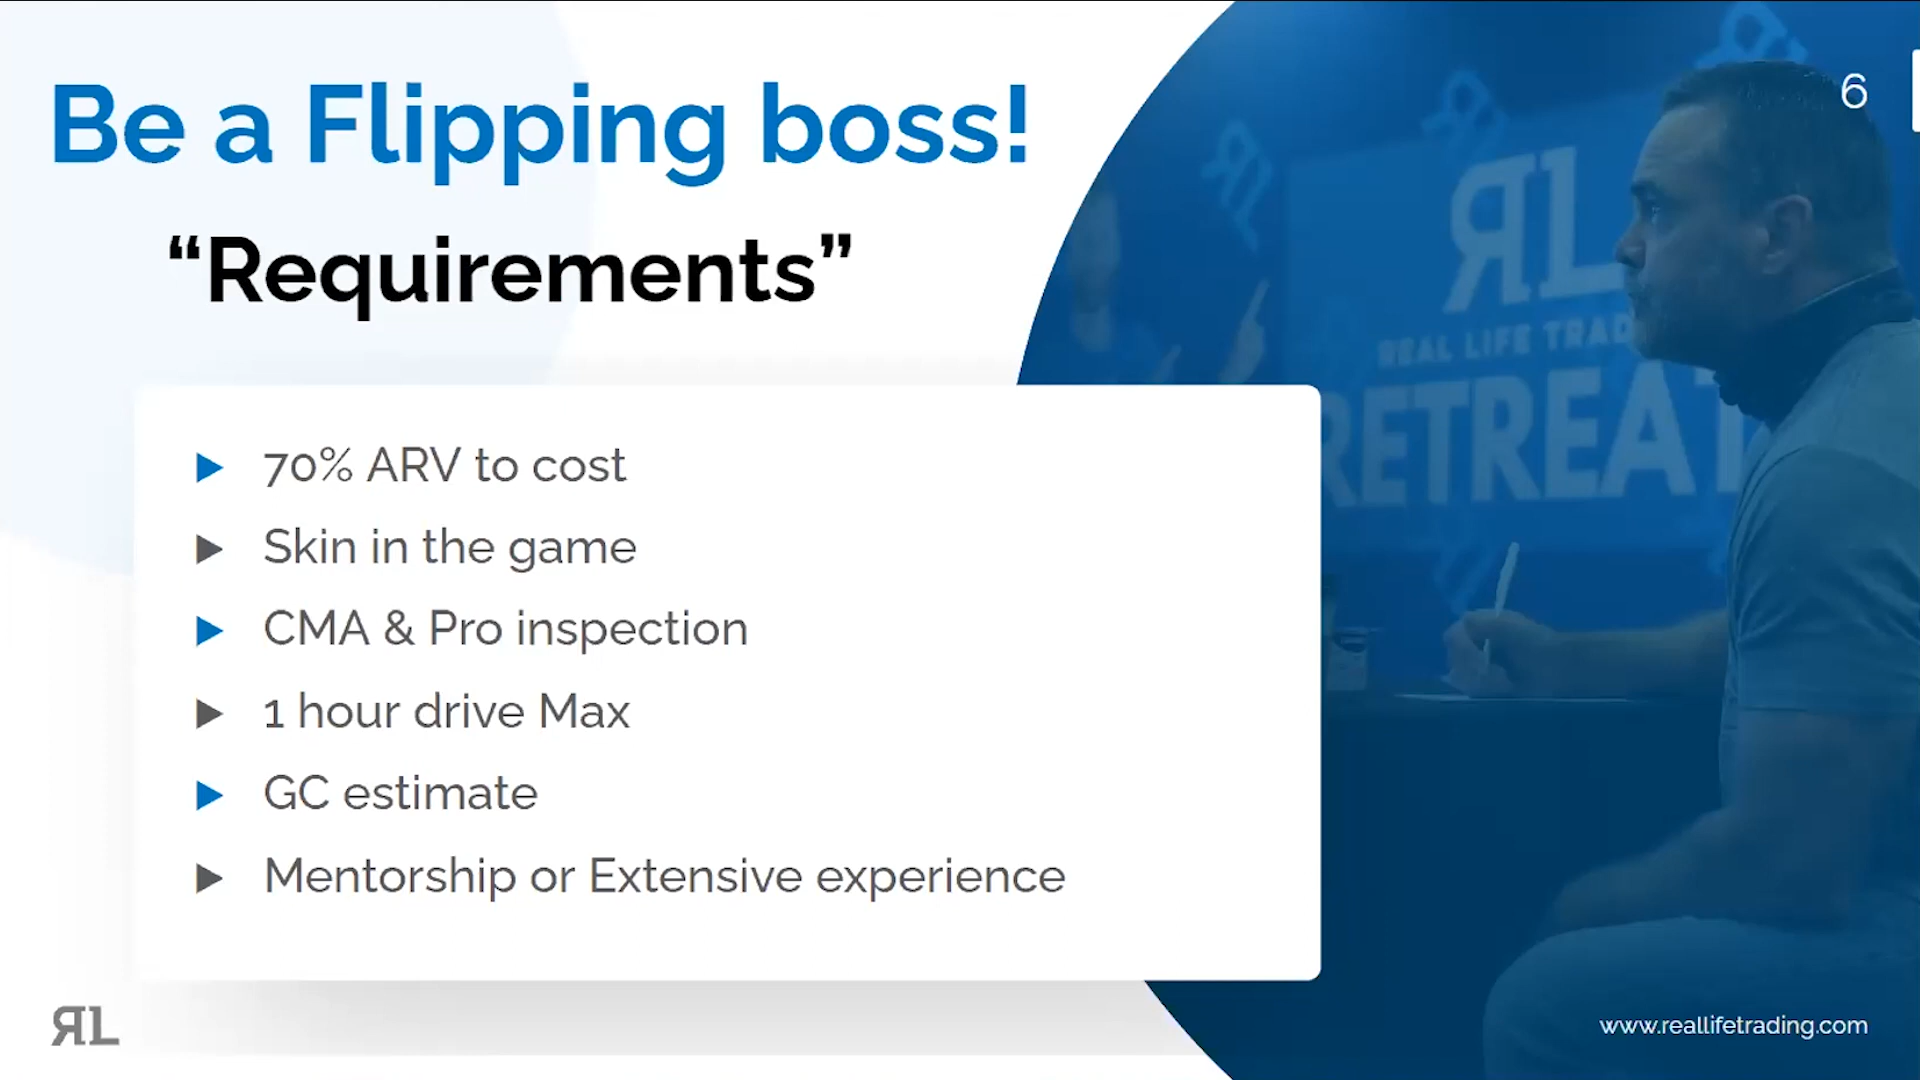 Be a Flipping boss!
6
“Requirements”
RL
REAL LIFE TRAD
RETREAT
70% ARV to cost
Skin in the game
CMA & Pro inspection
1 hour drive Max
GC estimate
Mentorship or Extensive experience
RL
www.reallifetrading.com